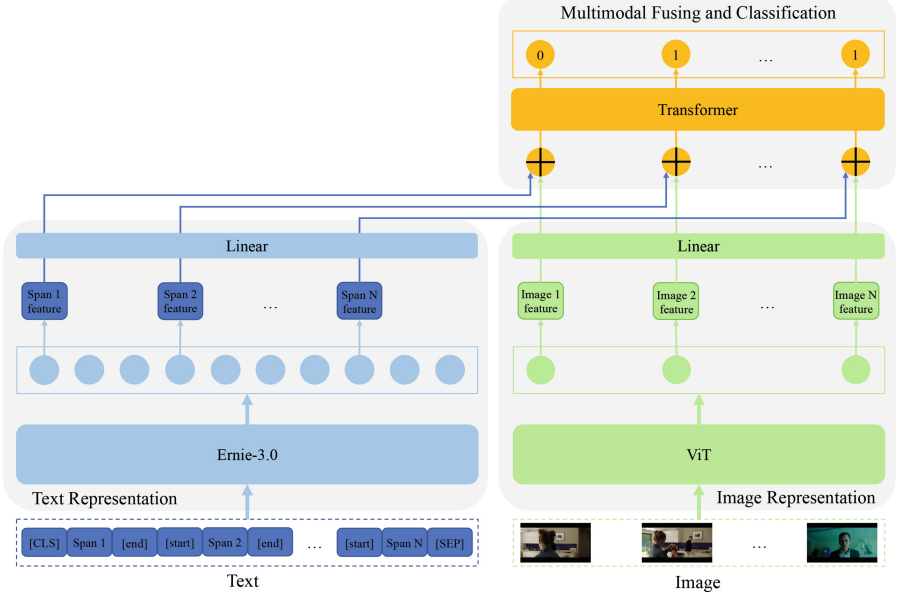 Multimodal Fusing and Classification
0 1 … 1
Transformer
…
Linear
Span 1
feature
Span 2
feature
…
Span N
feature
Ernie-3.0
Text Representation
[CLS] Span 1 [end] [start] Span 2 [end] … [start] Span N [SEP]
Text
Linear
Image 1
feature
Image 2
feature
…
Image N
feature
ViT
Image Representation
…
Image